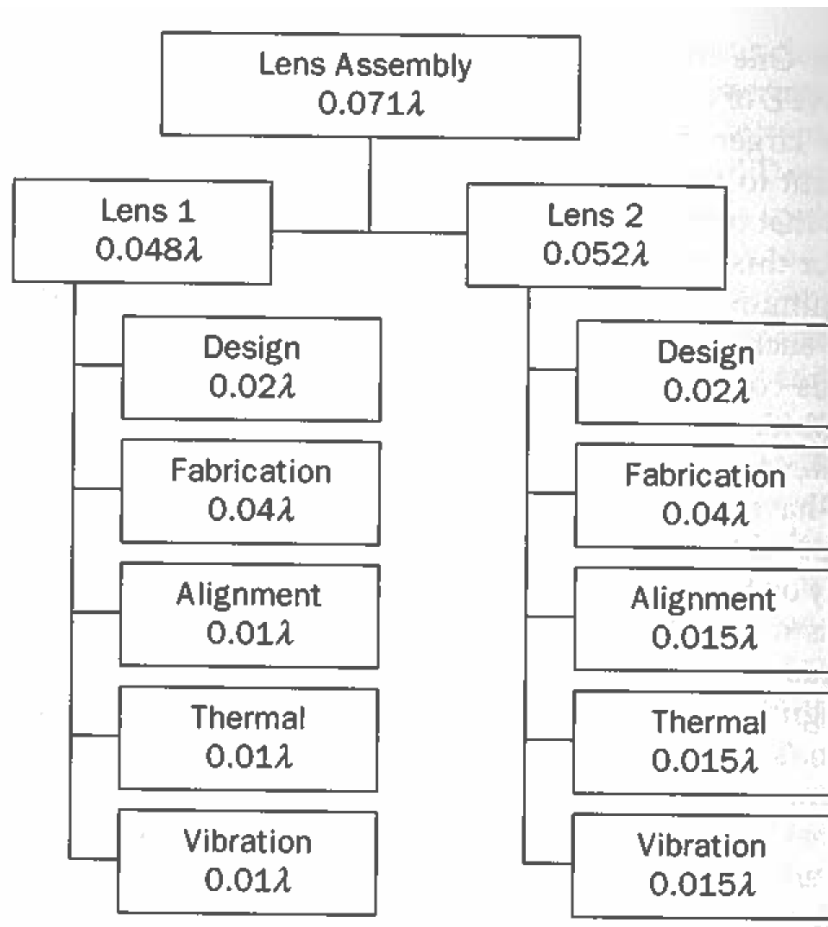 Lens Assembly
0.071λ
Lens 1
0.048λ
Lens 2
0.052λ
Design
0.02λ
Fabrication
0.04λ
Alignment
0.01λ
Thermal
0.01λ
Vibration
0.01λ
Design
0.02λ
Fabrication
0.04λ
Alignment
0.015λ
Thermal
0.015λ
Vibration
0.015λ